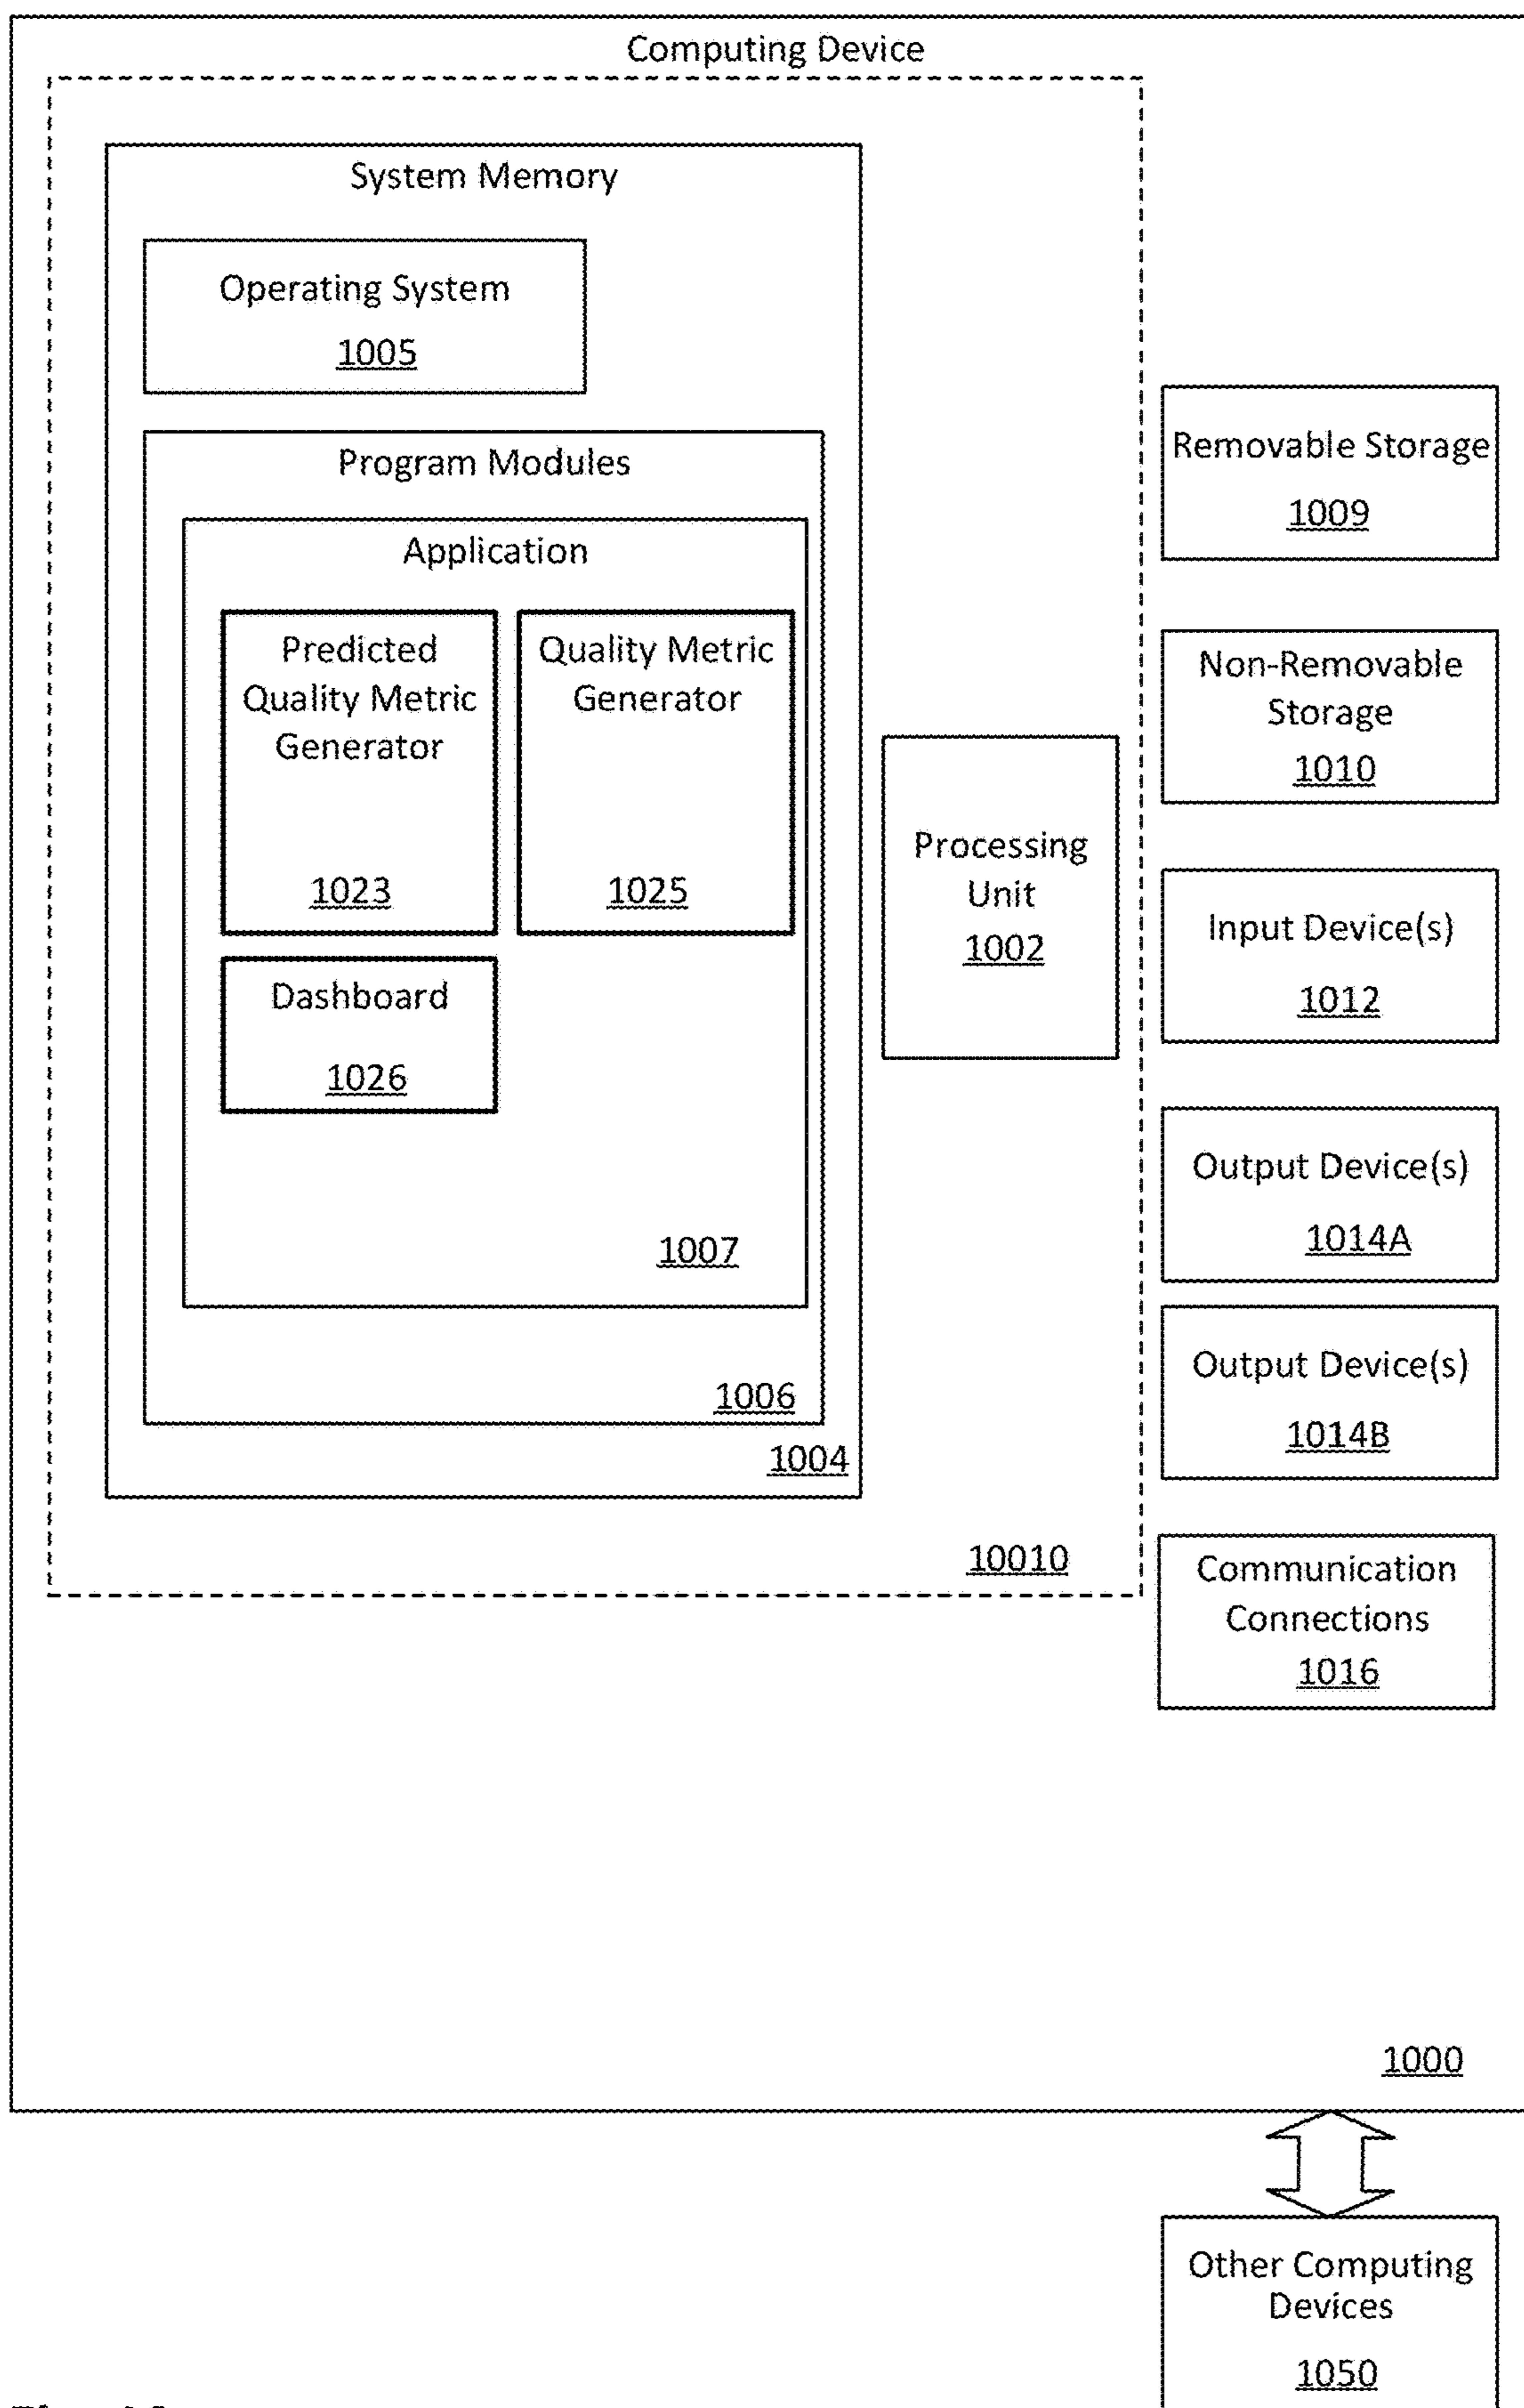 Computing Device
System Memory
Operating System
1005
Program Modules
Application
Predicted
Quality Metric
Generator
1023
Quality Metric
Generator
1025
Dashboard
1026
1007
1006
1004
Processing
Unit
1002
10010
Removable Storage
1009
Non-Removable
Storage
1010
Input Device(s)
1012
Output Device(s)
1014A
Output Device(s)
1014B
Communication
Connections
1016
1000
Other Computing
Devices
1050